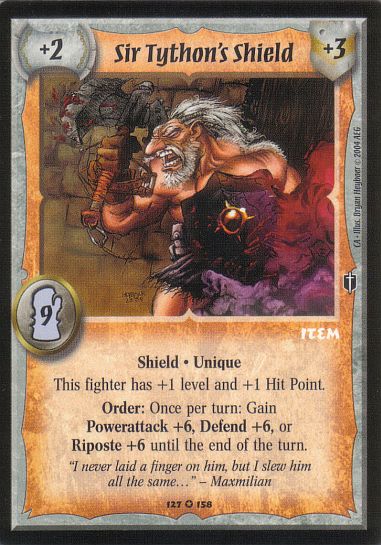 +2
Sir Tython's Shield
+3
CA • Illus. Bryan Heyboer © 2004 AEG
9
ITEM
Shield • Unique
This fighter has +1 level and +1 Hit Point.
Order: Once per turn: Gain
Powerattack +6, Defend +6, or
Riposte +6 until the end of the turn.
"I never laid a finger on him, but I slew him
all the same…" – Maxmilian
127 158